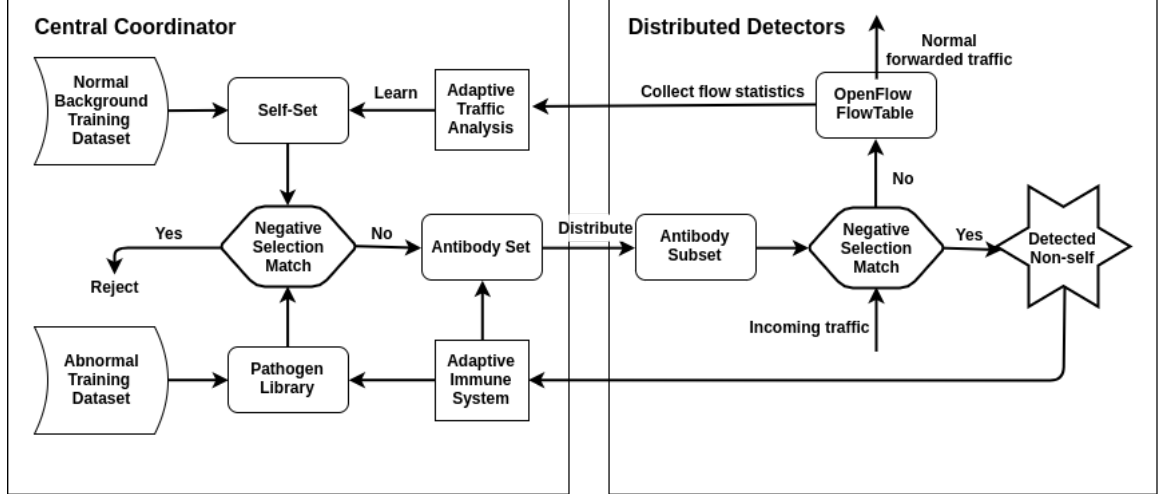 Central Coordinator
Distributed Detectors
Normal
Background
Training
Dataset
Self-Set
Learn
Adaptive
Traffic
Analysis
Collect flow statistics
OpenFlow
FlowTable
Normal
forwarded traffic
No
Yes
Reject
Negative
Selection
Match
No
Antibody Set
Distribute
Antibody
Subset
Negative
Selection
Match
Yes
Detected
Non-self
Incoming traffic
Abnormal
Training
Dataset
Pathogen
Library
Adaptive
Immune
System